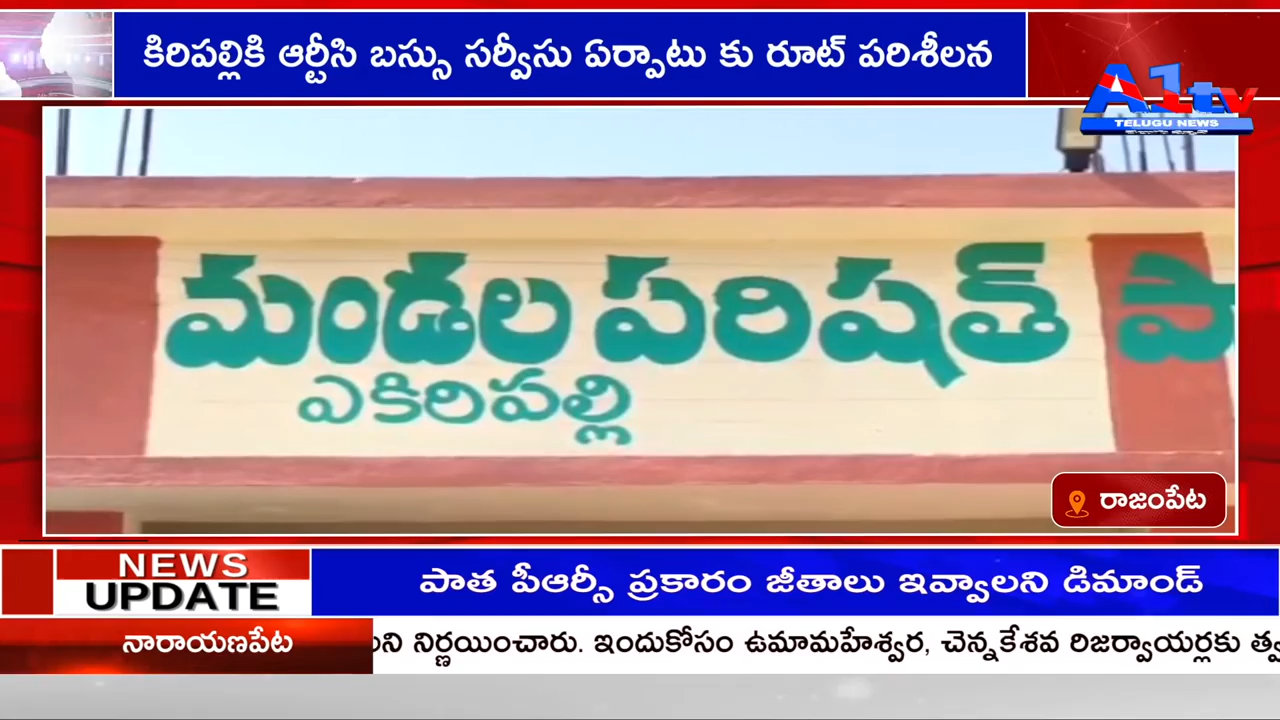 కిరిపల్లికి ఆర్టీసి బస్సు సర్వీసు ఏర్పాటు కు రూట్ పరిశీలన
A1tv
TELUGU NEWS
మండల పరిషత్ పా
ఎకిరిపల్లి
రాజంపేట
NEWS
UPDATE
పాత పీఆర్సీ ప్రకారం జీతాలు ఇవ్వాలని డిమాండ్
నారాయణపేట
ని నిర్ణయించారు. ఇందుకోసం ఉమామహేశ్వర, చెన్నకేశవ రిజర్వాయర్లకు త్వ